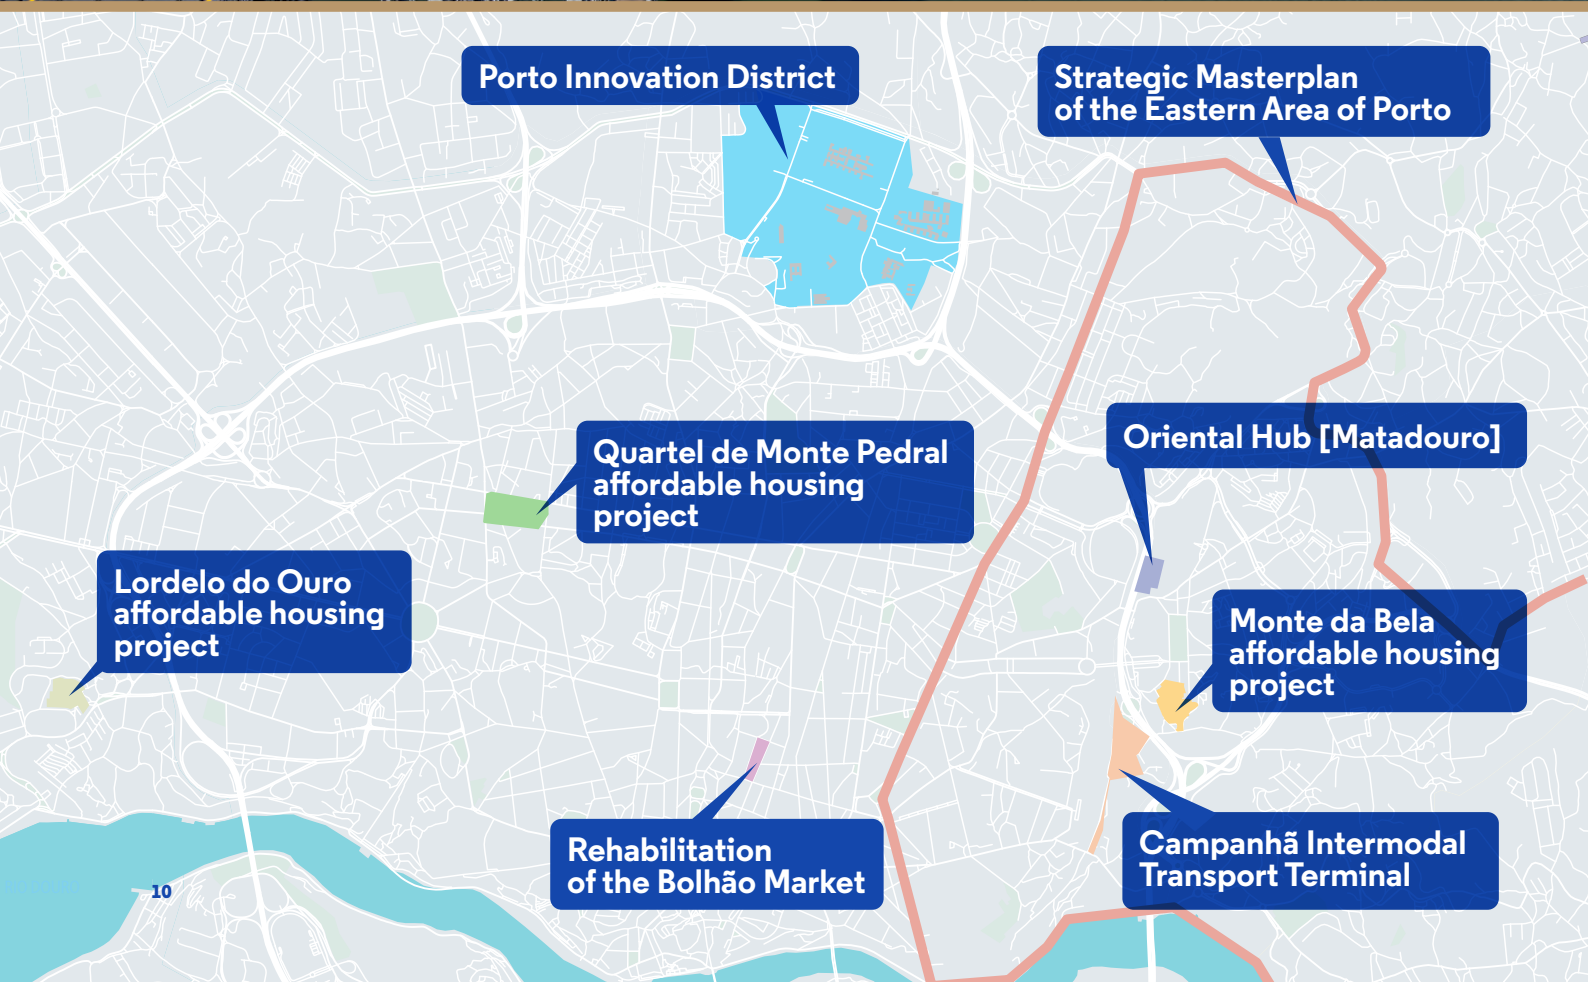 Porto Innovation District
Strategic Masterplan
of the Eastern Area of Porto
Oriental Hub [Matadouro]
Quartel de Monte Pedral
affordable housing
project
Lordelo do Ouro
affordable housing
project
Monte da Bela
affordable housing
project
Rehabilitation
of the Bolhão Market
Campanhã Intermodal
Transport Terminal
10